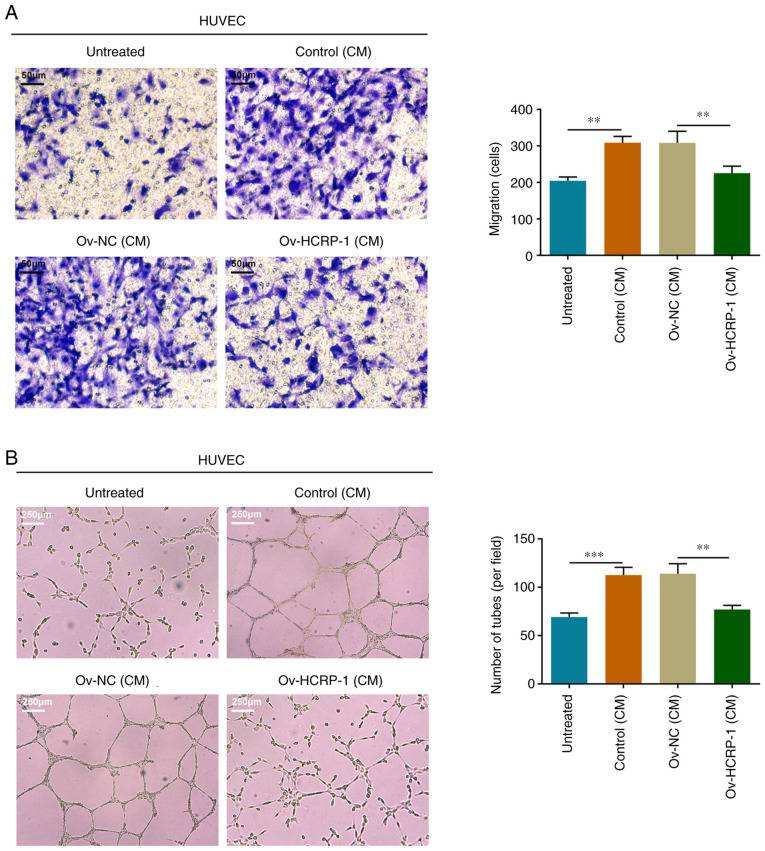 A
HUVEC
Untreated
Control (CM)
50μm
50μm
Ov-NC (CM)
Ov-HCRP-1 (CM)
50μm
50μm
400
300
200
100
0
Migration (cells)
**
**
Untreated
Control (CM)
Ov-NC (CM)
Ov-HCRP-1 (CM)
B
HUVEC
Untreated
Control (CM)
250μm
250μm
Ov-NC (CM)
Ov-HCRP-1 (CM)
250μm
250μm
150
100
50
0
Number of tubes (per field)
***
**
Untreated
Control (CM)
Ov-NC (CM)
Ov-HCRP-1 (CM)